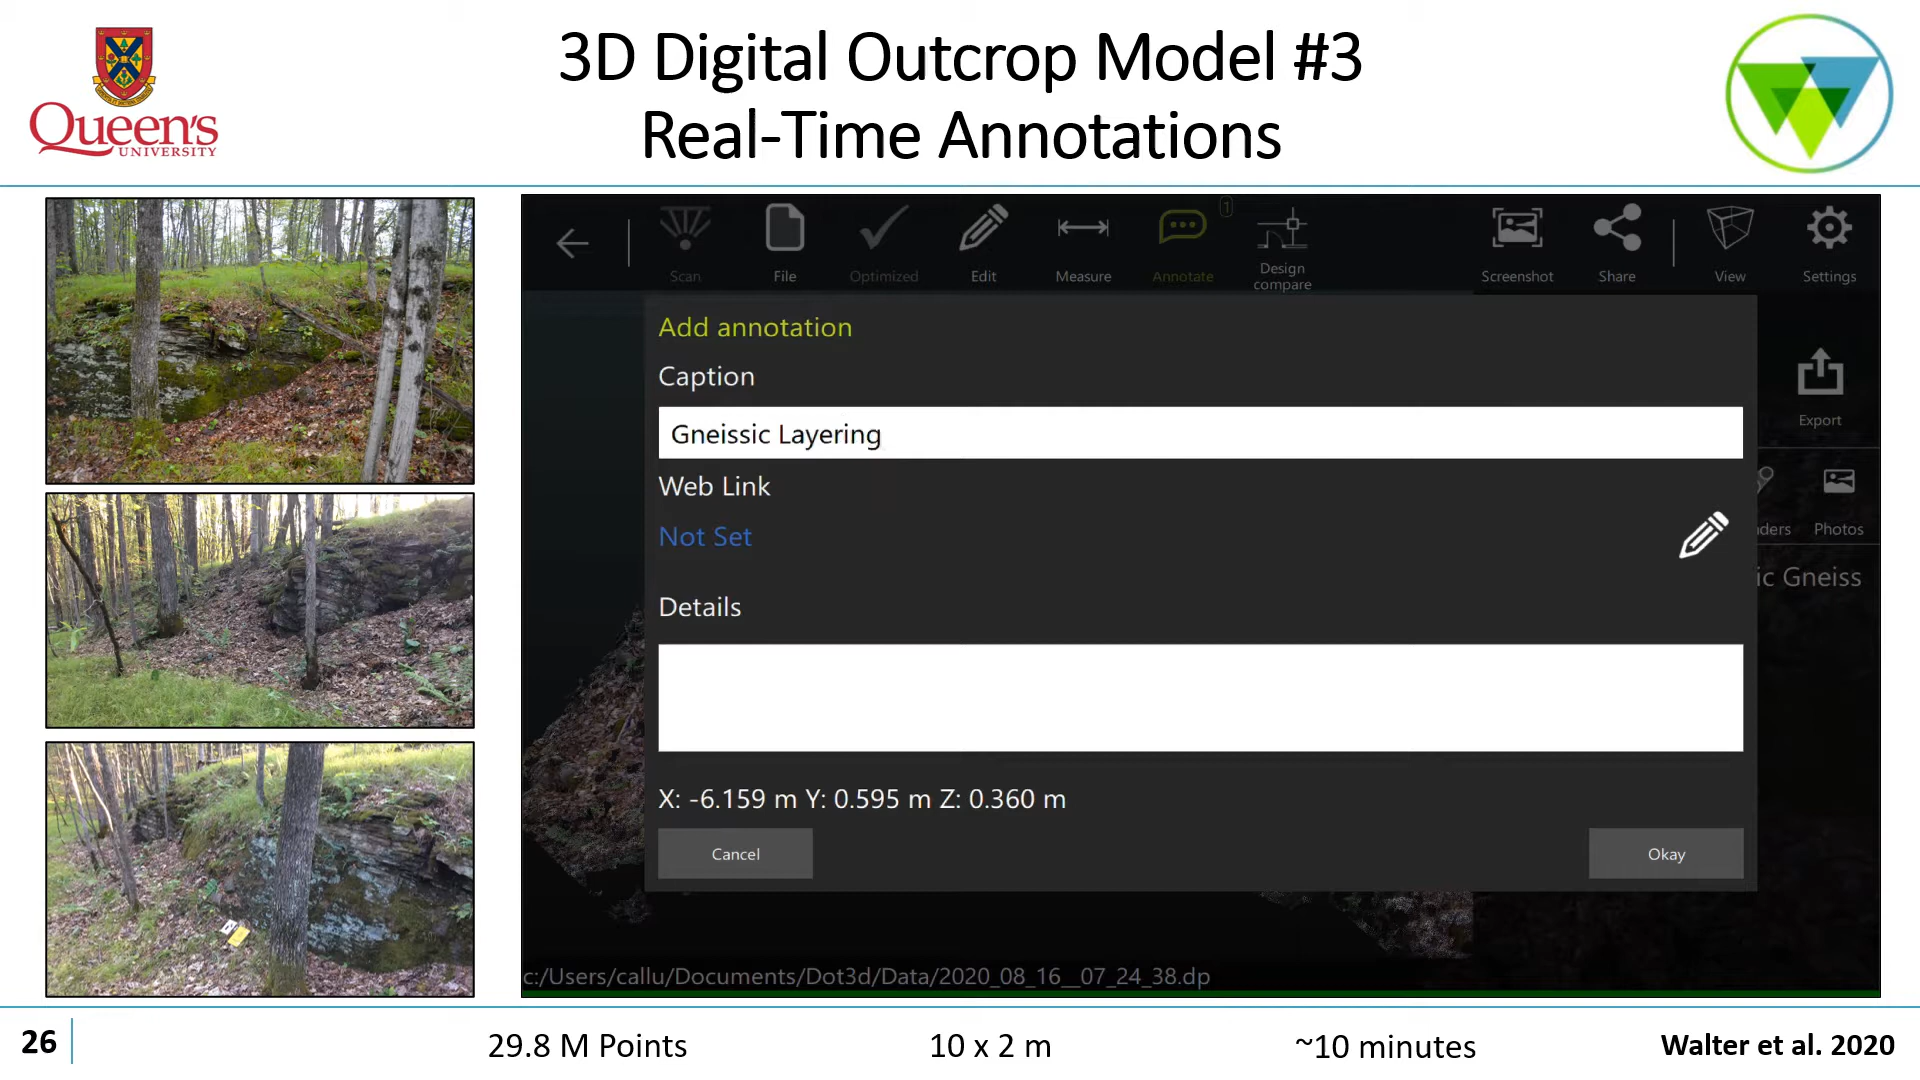 3D Digital Outcrop Model #3
Real-Time Annotations
Queen's
UNIVERSITY
Scan
File
Optimized
Edit
Measure
Annotate
1
Design
compare
Screenshot
Share
View
Settings
Add annotation
Caption
Gneissic Layering
Web Link
Not Set
Details
X: -6.159 m Y: 0.595 m Z: 0.360 m
Cancel
Okay
Export
ders
Photos
ic Gneiss
c:/Users/callu/Documents/Dot3d/Data/2020_08_16__07_24_38.dp
26
29.8 M Points
10 x 2 m
~10 minutes
Walter et al. 2020